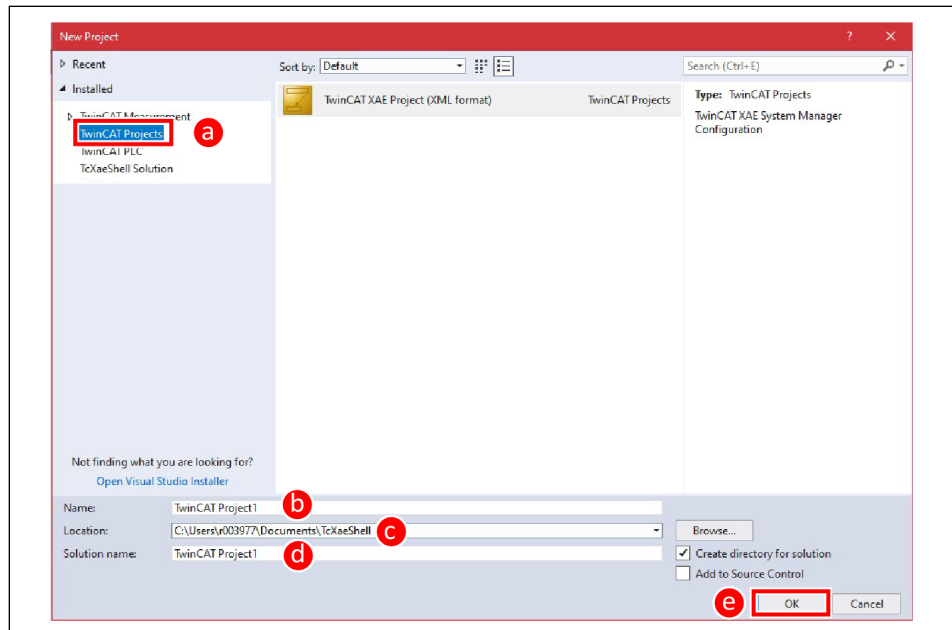 New Project
? ×
Recent
Sort by: Default
Search (Ctrl+E)
Installed
TwinCAT Measurement
TwinCAT Projects
a
TwinCAT PLC
TcXaeShell Solution
TwinCAT XAE Project (XML format) TwinCAT Projects
Type: TwinCAT Projects
TwinCAT XAE System Manager
Configuration
Not finding what you are looking for?
Open Visual Studio Installer
Name: TwinCAT Project1 b
Location: C:\Users\r003977\Documents\TcXaeShell c Browse...
Solution name: TwinCAT Project1 d
Create directory for solution
Add to Source Control
e OK Cancel